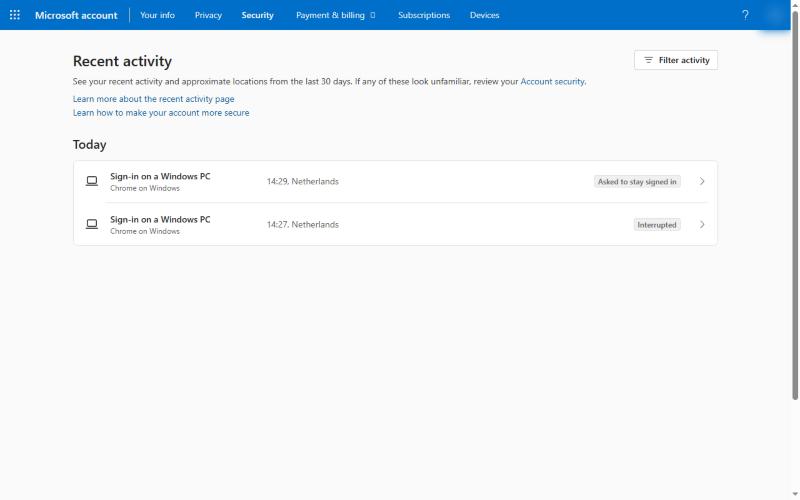 Microsoft account Your info Privacy Security Payment & billing Subscriptions Devices ?
Recent activity
Filter activity
See your recent activity and approximate locations from the last 30 days. If any of these look unfamiliar, review your Account security.
Learn more about the recent activity page
Learn how to make your account more secure
Today
Sign-in on a Windows PC
Chrome on Windows
14:29, Netherlands
Asked to stay signed in
Sign-in on a Windows PC
Chrome on Windows
14:27, Netherlands
Interrupted